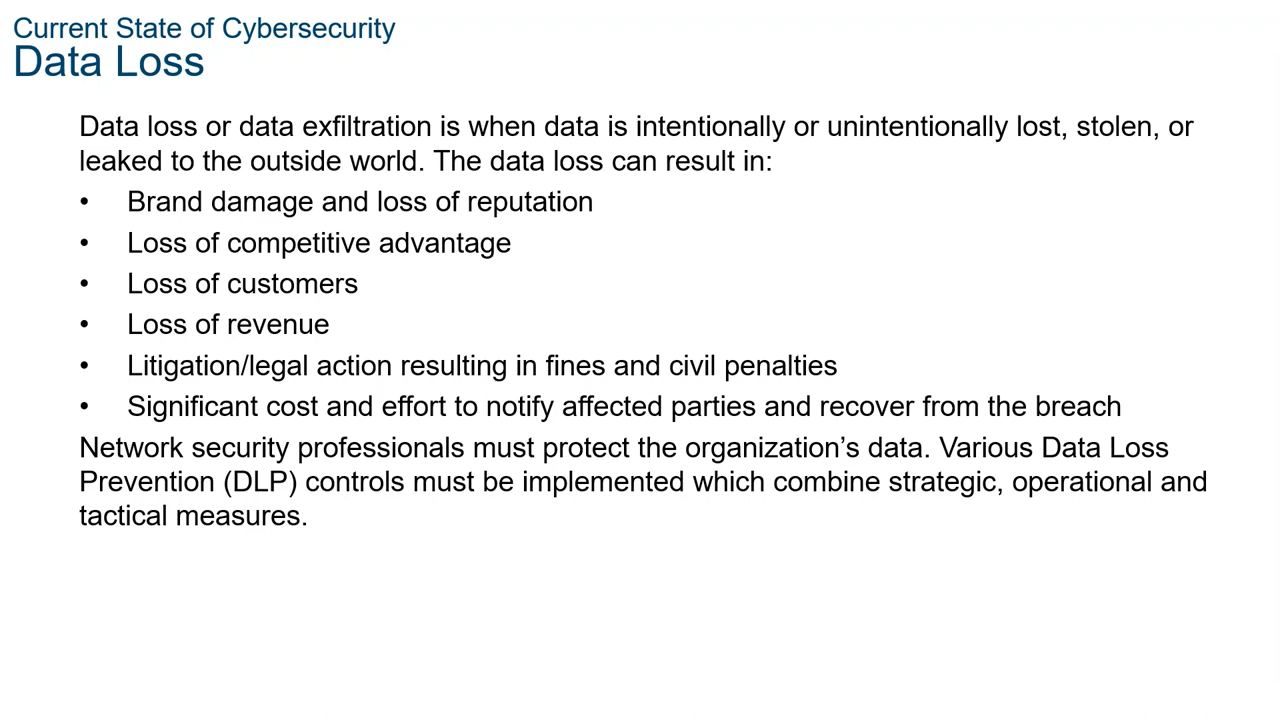 Current State of Cybersecurity
Data Loss
Data loss or data exfiltration is when data is intentionally or unintentionally lost, stolen, or
leaked to the outside world. The data loss can result in:
• Brand damage and loss of reputation
• Loss of competitive advantage
• Loss of customers
• Loss of revenue
• Litigation/legal action resulting in fines and civil penalties
• Significant cost and effort to notify affected parties and recover from the breach
Network security professionals must protect the organization’s data. Various Data Loss
Prevention (DLP) controls must be implemented which combine strategic, operational and
tactical measures.